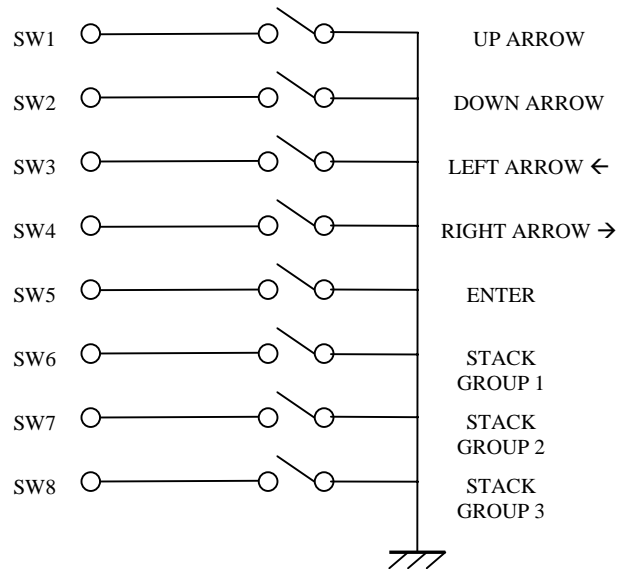 SW1 UP ARROW
SW2 DOWN ARROW
SW3 LEFT ARROW ←
SW4 RIGHT ARROW →
SW5 ENTER
SW6 STACK
GROUP 1
SW7 STACK
GROUP 2
SW8 STACK
GROUP 3